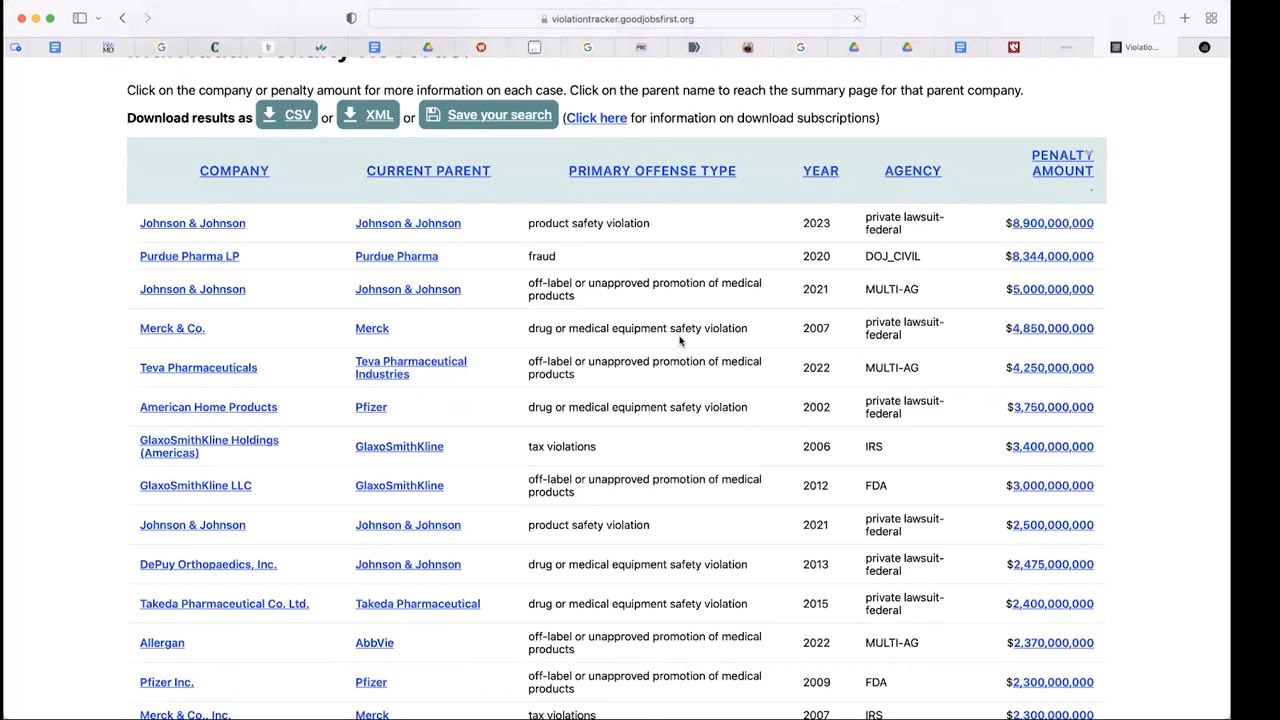 violationtracker.goodjobsfirst.org
Violatio...
Click on the company or penalty amount for more information on each case. Click on the parent name to reach the summary page for that parent company.
Download results as CSV or XML or Save your search (Click here for information on download subscriptions)
COMPANY CURRENT PARENT PRIMARY OFFENSE TYPE YEAR AGENCY PENALTY AMOUNT
Johnson & Johnson Johnson & Johnson product safety violation 2023 private lawsuit-federal $8,900,000,000
Purdue Pharma LP Purdue Pharma fraud 2020 DOJ_CIVIL $8,344,000,000
Johnson & Johnson Johnson & Johnson off-label or unapproved promotion of medical products 2021 MULTI-AG $5,000,000,000
Merck & Co. Merck drug or medical equipment safety violation 2007 private lawsuit-federal $4,850,000,000
Teva Pharmaceuticals Teva Pharmaceutical Industries off-label or unapproved promotion of medical products 2022 MULTI-AG $4,250,000,000
American Home Products Pfizer drug or medical equipment safety violation 2002 private lawsuit-federal $3,750,000,000
GlaxoSmithKline Holdings (Americas) GlaxoSmithKline tax violations 2006 IRS $3,400,000,000
GlaxoSmithKline LLC GlaxoSmithKline off-label or unapproved promotion of medical products 2012 FDA $3,000,000,000
Johnson & Johnson Johnson & Johnson product safety violation 2021 private lawsuit-federal $2,500,000,000
DePuy Orthopaedics, Inc. Johnson & Johnson drug or medical equipment safety violation 2013 private lawsuit-federal $2,475,000,000
Takeda Pharmaceutical Co. Ltd. Takeda Pharmaceutical drug or medical equipment safety violation 2015 private lawsuit-federal $2,400,000,000
Allergan AbbVie off-label or unapproved promotion of medical products 2022 MULTI-AG $2,370,000,000
Pfizer Inc. Pfizer off-label or unapproved promotion of medical products 2009 FDA $2,300,000,000
Merck & Co., Inc. Merck tax violations 2007 IRS $2,300,000,000